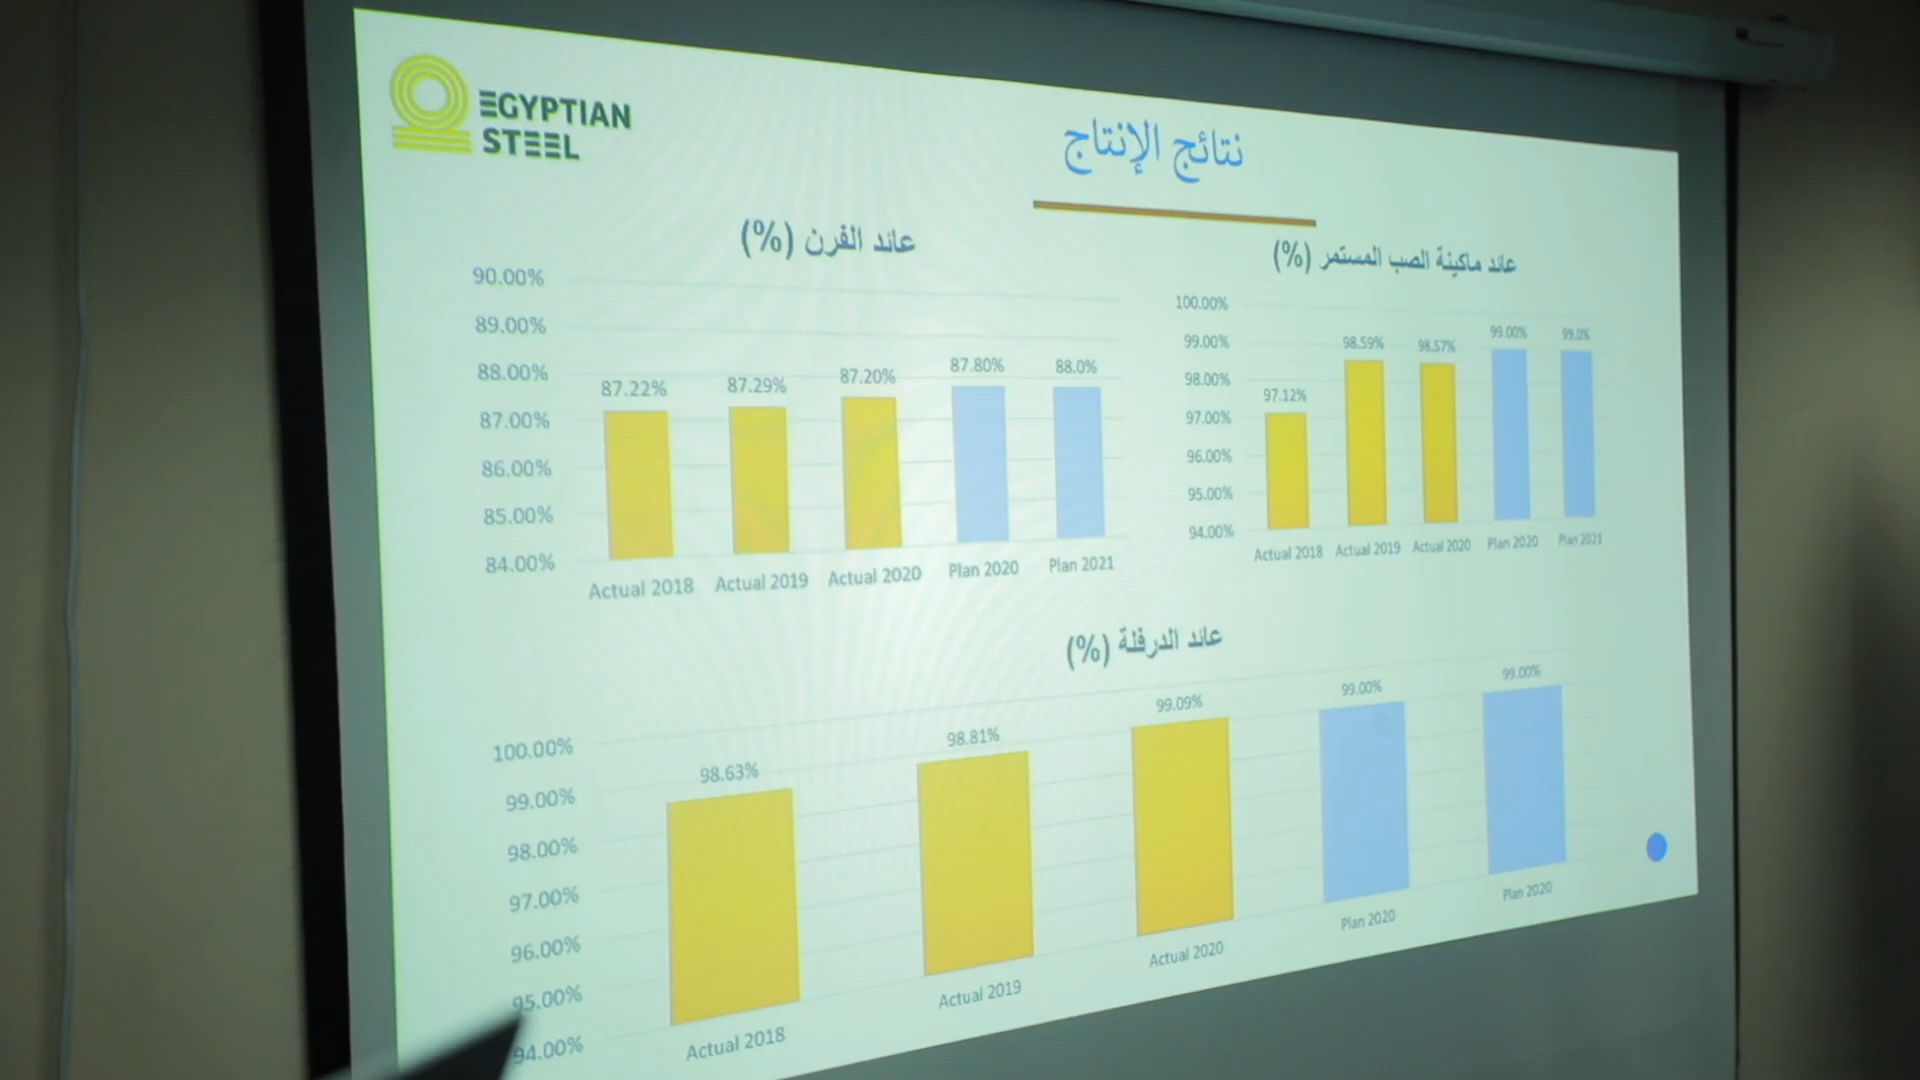 EGYPTIAN
STEEL
نتائج الإنتاج
عائد الفرن (%)
90.00%
89.00%
88.00%
87.00%
86.00%
85.00%
84.00%
87.22%
87.29%
87.20%
87.80%
88.0%
Actual 2018
Actual 2019
Actual 2020
Plan 2020
Plan 2021
عائد ماكينة الصب المستمر (%)
100.00%
99.00%
98.00%
97.00%
96.00%
95.00%
94.00%
97.12%
98.59%
98.57%
99.00%
99.0%
Actual 2018
Actual 2019
Actual 2020
Plan 2020
Plan 2021
عائد الدرفلة (%)
100.00%
99.00%
98.00%
97.00%
96.00%
95.00%
94.00%
98.63%
98.81%
99.09%
99.00%
99.00%
Actual 2018
Actual 2019
Actual 2020
Plan 2020
Plan 2020